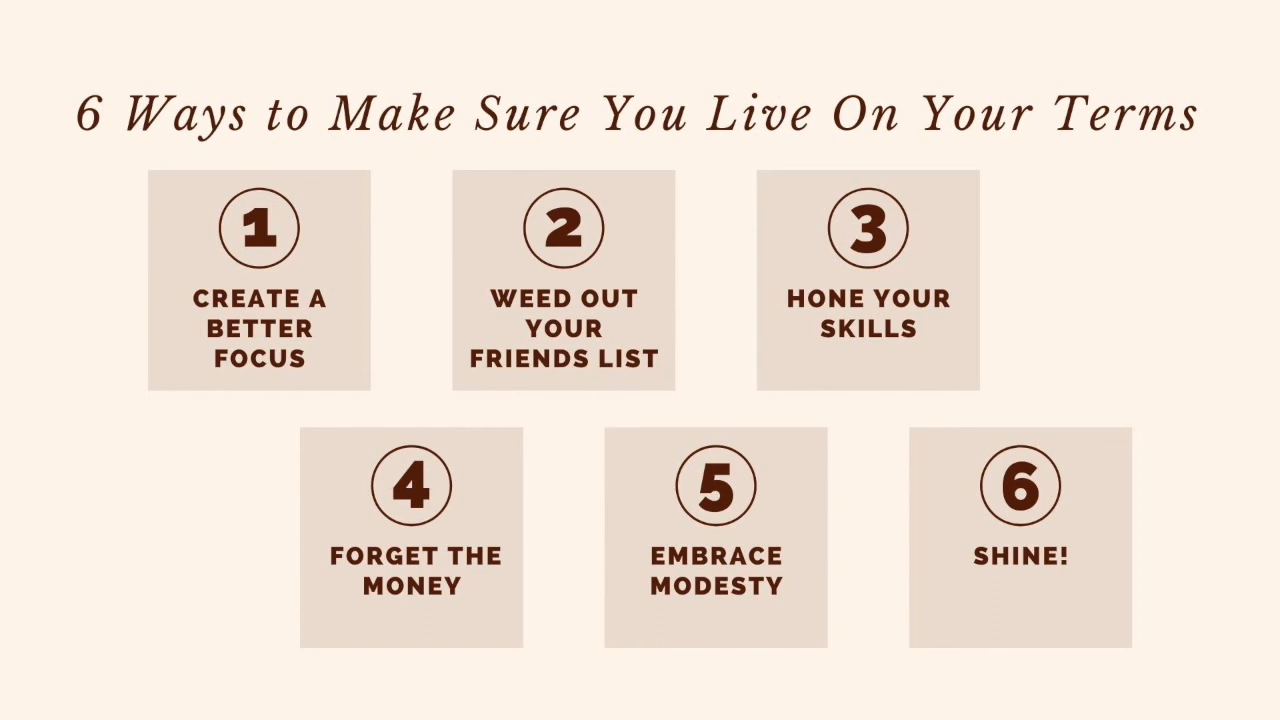 6 Ways to Make Sure You Live On Your Terms
1
CREATE A
BETTER
FOCUS
2
WEED OUT
YOUR
FRIENDS LIST
3
HONE YOUR
SKILLS
4
FORGET THE
MONEY
5
EMBRACE
MODESTY
6
SHINE!